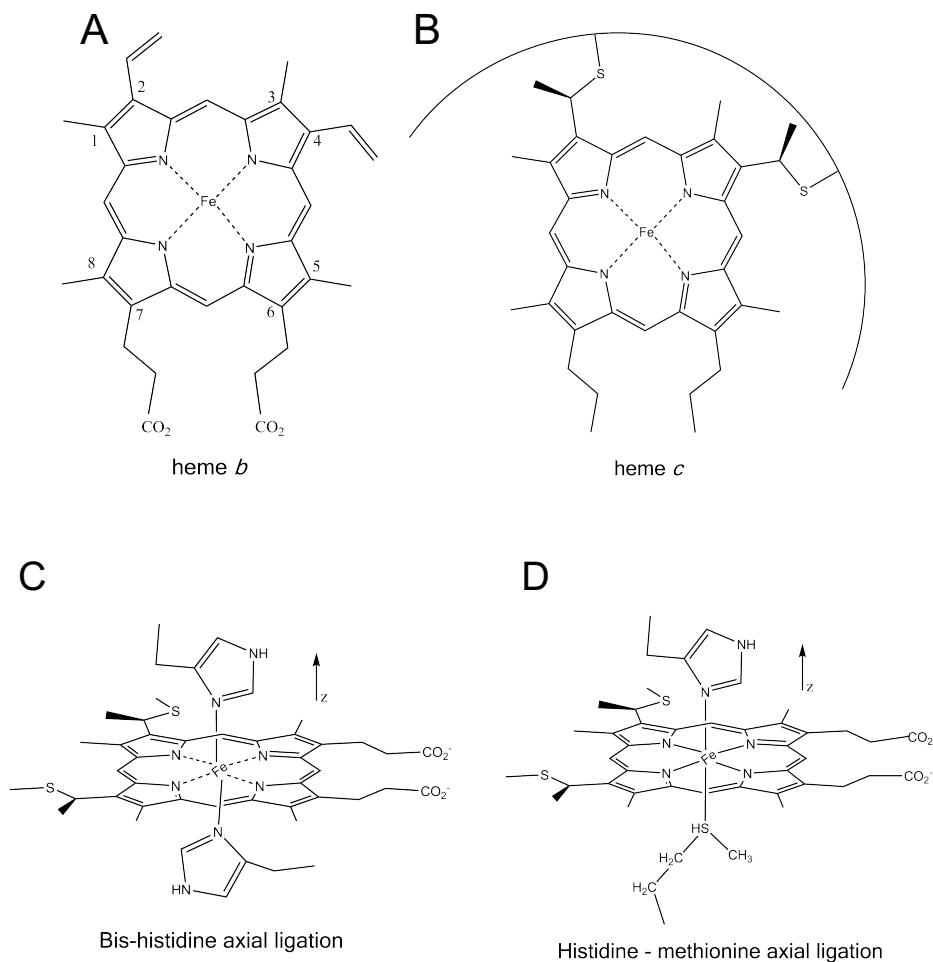 A
B
2
3
1
4
N
N
Fe
N
N
8
5
7
6
CO2
CO2
heme b
S
S
N
N
Fe
N
N
heme c
C
D
NH
N
z
S
N
N
Fe
N
N
CO2-
S
CO2-
N
HN
Bis-histidine axial ligation
NH
N
z
S
N
N
Fe
N
N
CO2
S
CO2-
HS
H2C
CH3
H2C
Histidine - methionine axial ligation